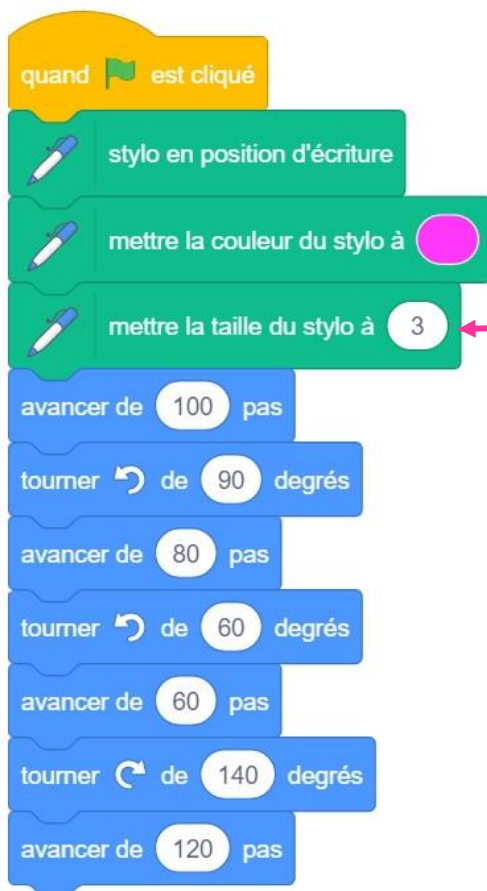 quand est cliqué
stylo en position d'écriture
mettre la couleur du stylo à
mettre la taille du stylo à 3
avancer de 100 pas
tourner de 90 degrés
avancer de 80 pas
tourner de 60 degrés
avancer de 60 pas
tourner de 140 degrés
avancer de 120 pas